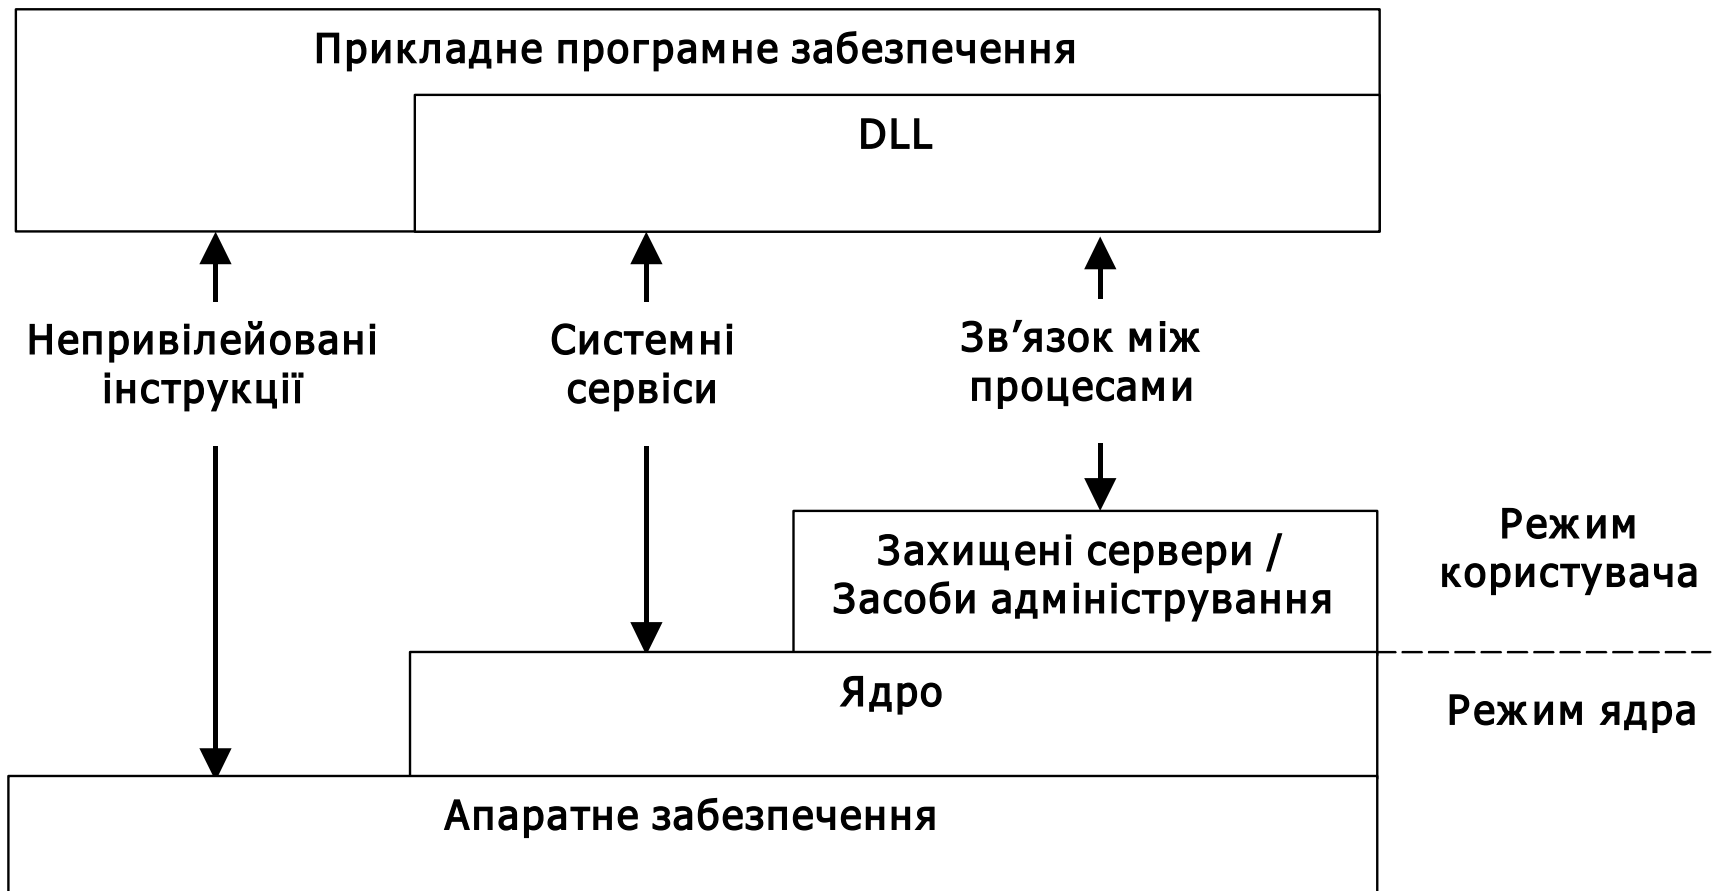 Прикладне програмне забезпечення
DLL
Непривілейовані
інструкції
Системні
сервіси
Зв’язок між
процесами
Захищені сервери /
Засоби адміністрування
Режим
користувача
Ядро
Режим ядра
Апаратне забезпечення